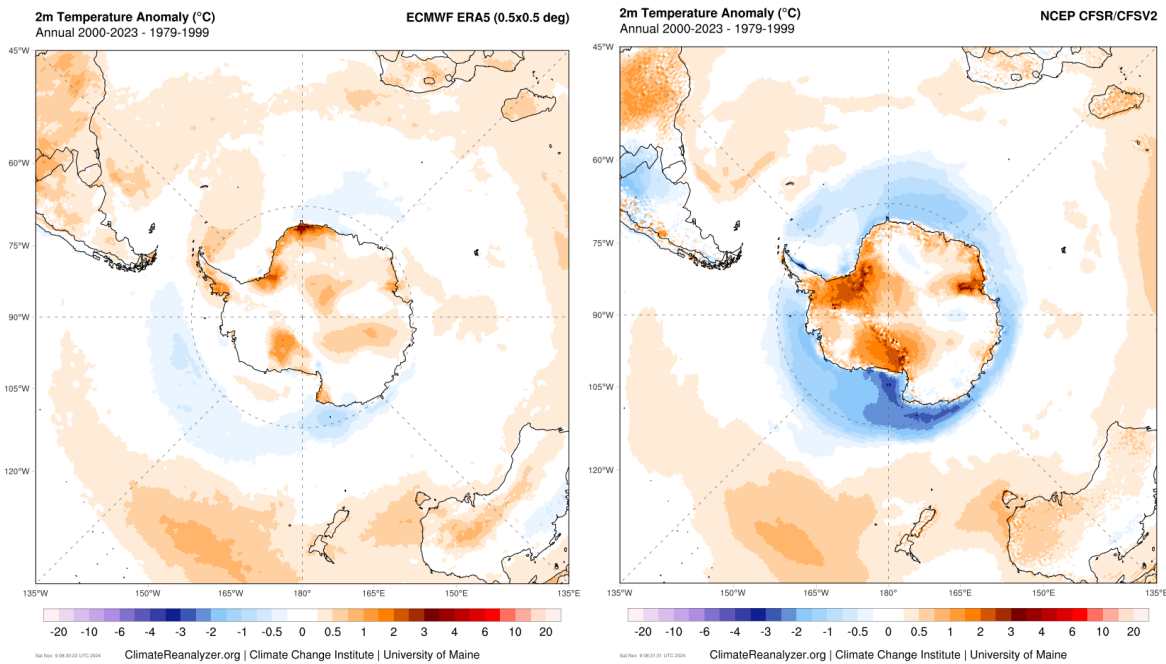 2m Temperature Anomaly (°C)
ECMWF ERA5 (0.5x0.5 deg)
Annual 2000-2023 - 1979-1999
45°W
60°W
75°W
90°W
105°W
120°W
135°W
150°W
165°W
180°
165°E
150°W
135°E
-20 -10 -6 -4 -3 -2 -1 -0.5 0 0.5 1 2 3 4 6 10 20
ClimateReanalyzer.org | Climate Change Institute | University of Maine
2m Temperature Anomaly (°C)
NCEP CFSR/CFSV2
Annual 2000-2023 - 1979-1999
45°W
60°W
75°W
90°W
105°W
120°W
135°W
150°W
165°W
180°
165°E
150°W
135°E
-20 -10 -6 -4 -3 -2 -1 -0.5 0 0.5 1 2 3 4 6 10 20
ClimateReanalyzer.org | Climate Change Institute | University of Maine